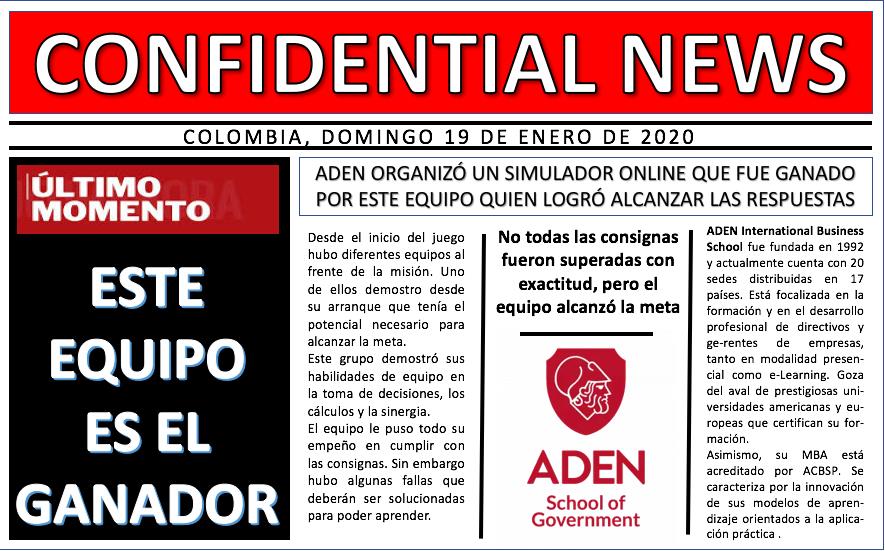 CONFIDENTIAL NEWS
COLOMBIA, DOMINGO 19 DE ENERO DE 2020
ÚLTIMO
MOMENTO
ESTE
EQUIPO
ES EL
GANADOR
ADEN ORGANIZÓ UN SIMULADOR ONLINE QUE FUE GANADO
POR ESTE EQUIPO QUIEN LOGRÓ ALCANZAR LAS RESPUESTAS
Desde el inicio del juego
hubo diferentes equipos al
frente de la misión. Uno
de ellos demostro desde
su arranque que tenía el
potencial necesario para
alcanzar la meta.
Este grupo demostró sus
habilidades de equipo en
la toma de decisiones, los
cálculos y la sinergia.
El equipo le puso todo su
empeño en cumplir con
las consignas. Sin embargo
hubo algunas fallas que
deberán ser solucionadas
para poder aprender.
No todas las consignas
fueron superadas con
exactitud, pero el
equipo alcanzó la meta
ADEN
School of
Government
ADEN International Business
School fue fundada en 1992
y actualmente cuenta con 20
sedes distribuidas en 17
países. Está focalizada en la
formación y en el desarrollo
profesional de directivos y
ge-rentes de empresas,
tanto en modalidad presen-
cial como e-Learning. Goza
del aval de prestigiosas uni-
versidades americanas y eu-
ropeas que certifican su for-
mación.
Asimismo, su MBA está
acreditado por ACBSP. Se
caracteriza por la innovación
de sus modelos de apren-
dizaje orientados a la aplica-
ción práctica .